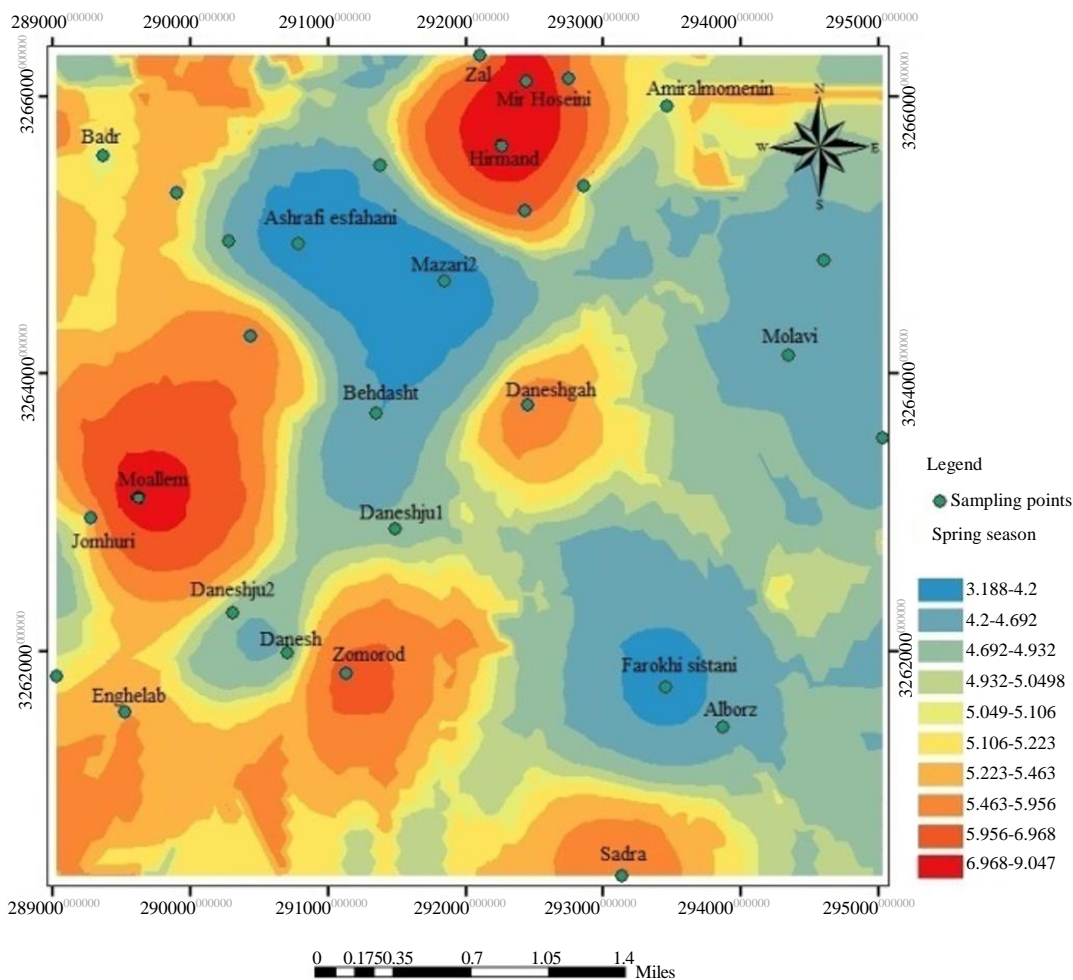 289000000000 290000000000 291000000000 292000000000 293000000000 294000000000 295000000000
3266000000000
3266000000000
Zal
Mir Hoseini
Amiralmomenin
N
Badr
W
E
Hirmand
S
Ashrafi esfahani
Mazari2
3264000000000
3264000000000
Molavi
Behdasht
Daneshgah
Moallem
Legend
Sampling points
Daneshju1
Jomhuri
Spring season
Daneshju2
3.188-4.2
4.2-4.692
3262000000000
3262000000000
Danesh
Zomorod
4.692-4.932
Farokhi sistani
4.932-5.0498
Enghelab
Alborz
5.049-5.106
5.106-5.223
5.223-5.463
5.463-5.956
5.956-6.968
Sadra
6.968-9.047
289000000000 290000000000 291000000000 292000000000 293000000000 294000000000 295000000000
0 0.175 0.35 0.7 1.05 1.4
Miles